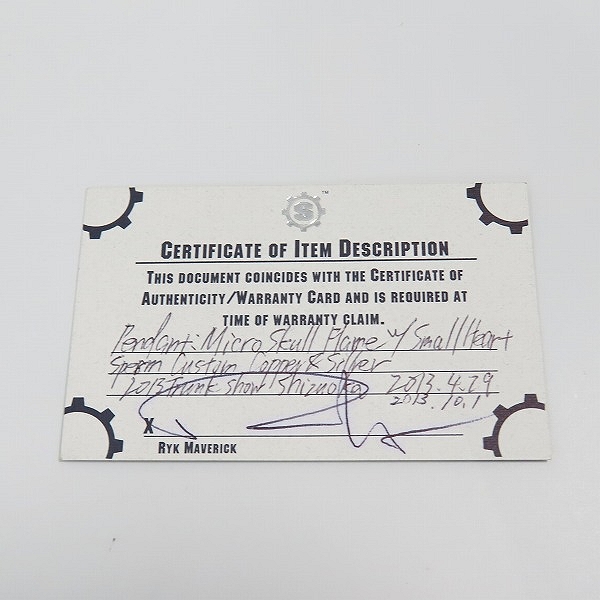 S
™
CERTIFICATE OF ITEM DESCRIPTION
THIS DOCUMENT COINCIDES WITH THE CERTIFICATE OF
AUTHENTICITY/WARRANTY CARD AND IS REQUIRED AT
TIME OF WARRANTY CLAIM.
Pendant: Micro Skull Flame w/ Small Heart
Sperm Custom Copper & Silver
2013 Trunk Show Shizuoka 2013.4.29
2013.10.1
X
RYK MAVERICK